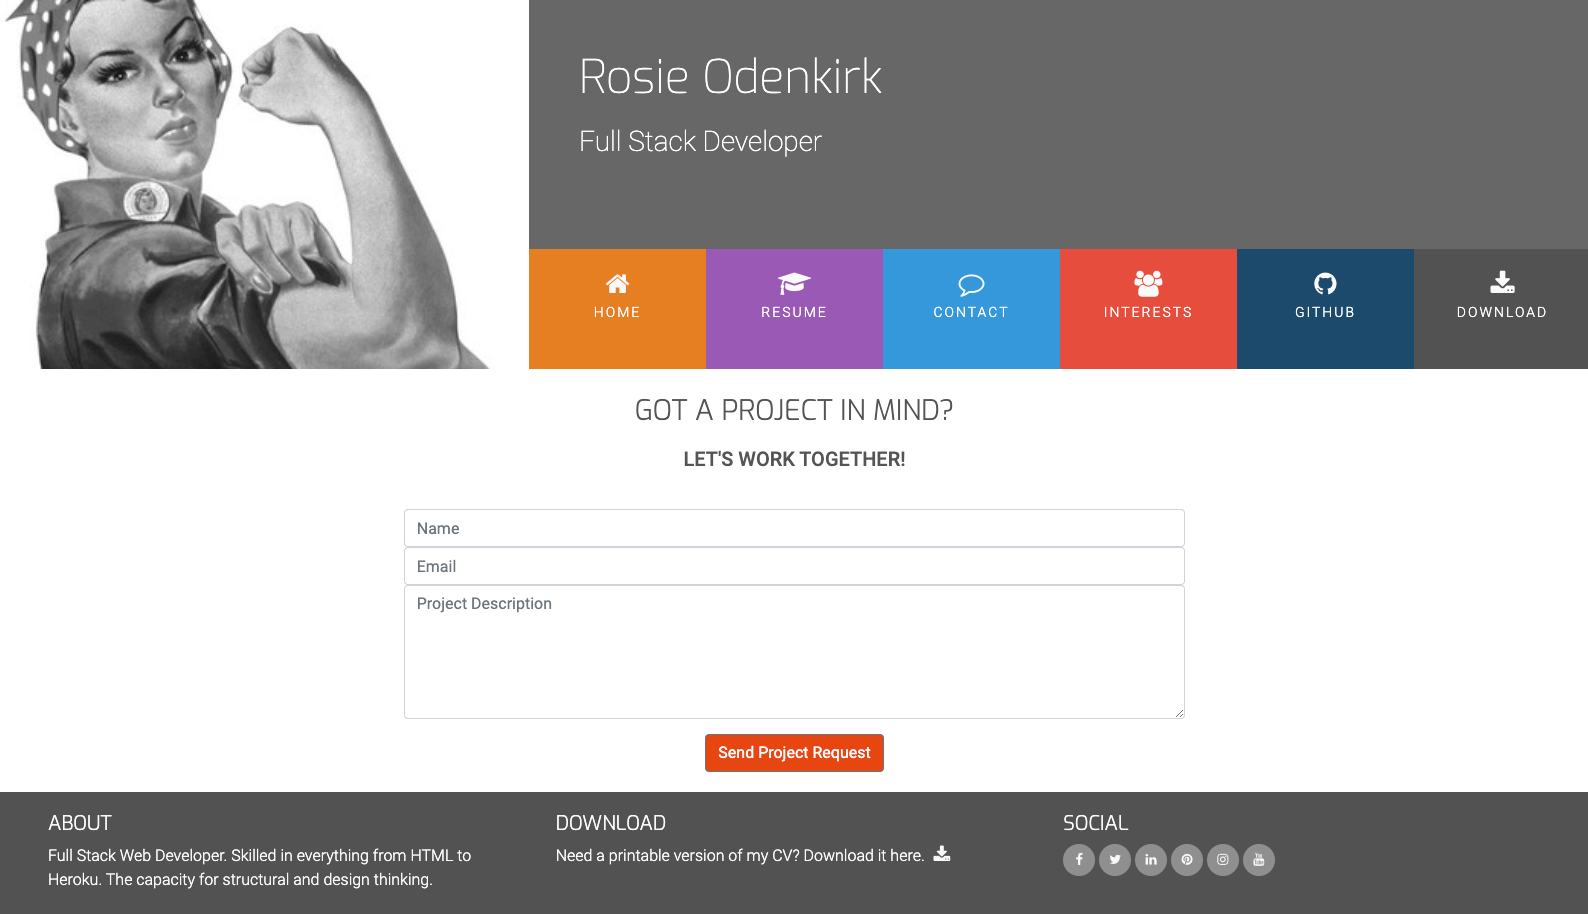 Rosie Odenkirk
Full Stack Developer
HOME
RESUME
CONTACT
INTERESTS
GITHUB
DOWNLOAD
GOT A PROJECT IN MIND?
LET'S WORK TOGETHER!
Name
Email
Project Description
Send Project Request
ABOUT
Full Stack Web Developer. Skilled in everything from HTML to
Heroku. The capacity for structural and design thinking.
DOWNLOAD
Need a printable version of my CV? Download it here.
SOCIAL